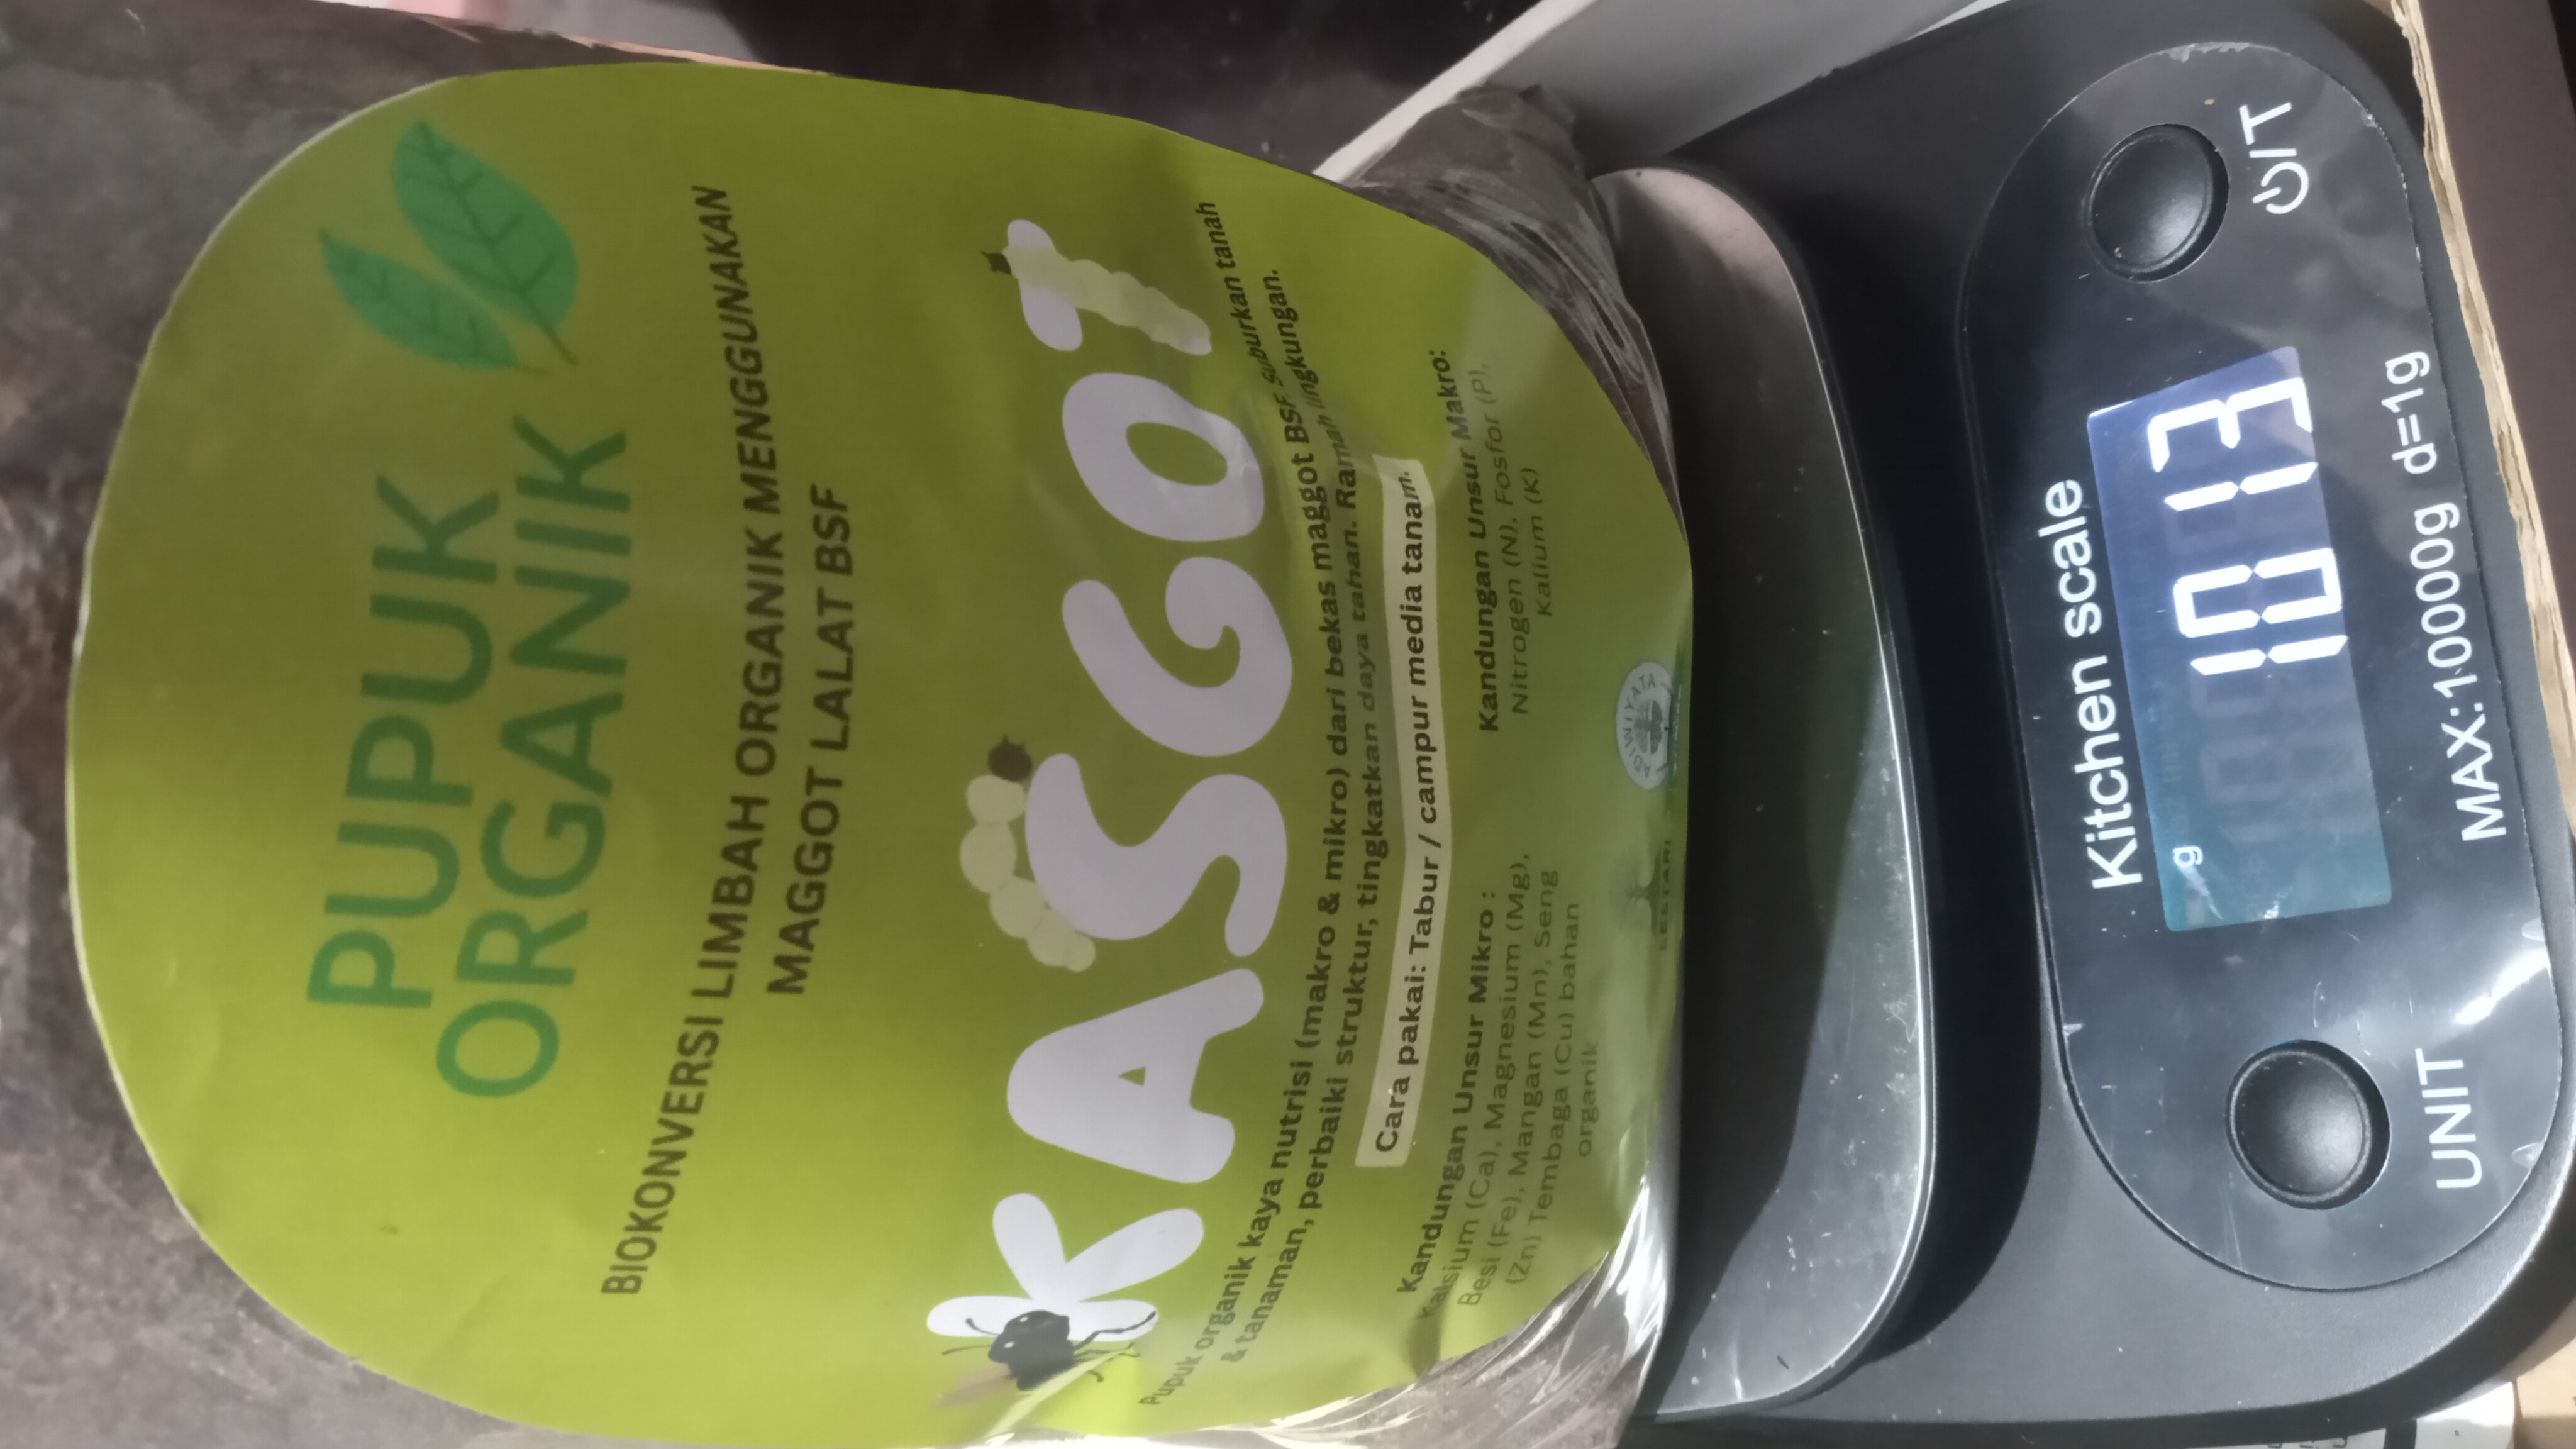 PUPUK
ORGANIK
BIOKONVERSI LIMBAH ORGANIK MENGGUNAKAN
MAGGOT LALAT BSF
KASGOT
Pupuk organik kaya nutrisi (makro & mikro) dari bekas maggot BSF. Suburkan tanah
& tanaman, perbaiki struktur, tingkatkan daya tahan. Ramah lingkungan.
Cara pakai: Tabur / campur media tanam.
Kandungan Unsur Mikro :
Kalsium (Ca), Magnesium (Mg),
Besi (Fe), Mangan (Mn), Seng
(Zn) Tembaga (Cu) bahan
organik
Kandungan Unsur Makro:
Nitrogen (N), Fosfor (P),
Kalium (K)
LESTARI
ADIWIYATA
Kitchen scale
g
1013
UNIT
/T
MAX:10000g d=1g